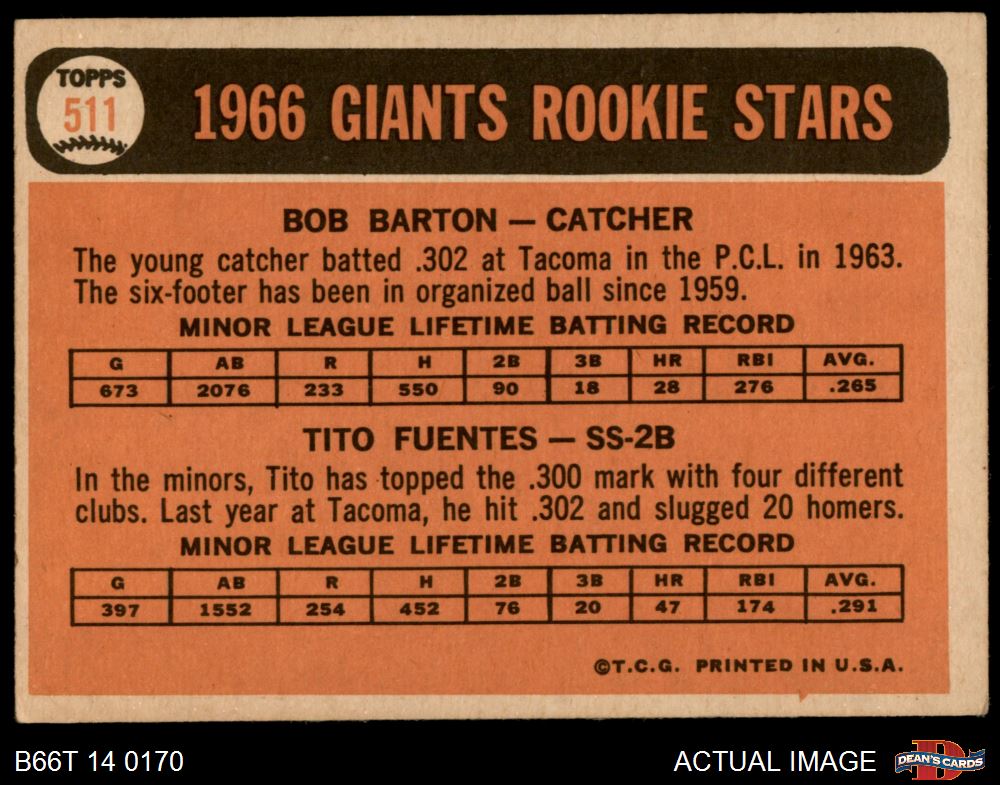 TOPPS
511
1966 GIANTS ROOKIE STARS
BOB BARTON — CATCHER
The young catcher batted .302 at Tacoma in the P.C.L. in 1963.
The six-footer has been in organized ball since 1959.
MINOR LEAGUE LIFETIME BATTING RECORD
G AB R H 2B 3B HR RBI AVG.
673 2076 233 550 90 18 28 276 .265
TITO FUENTES — SS-2B
In the minors, Tito has topped the .300 mark with four different
clubs. Last year at Tacoma, he hit .302 and slugged 20 homers.
MINOR LEAGUE LIFETIME BATTING RECORD
G AB R H 2B 3B HR RBI AVG.
397 1552 254 452 76 20 47 174 .291
©T.C.G. PRINTED IN U.S.A.
B66T 14 0170
ACTUAL IMAGE
D
DEAN'S CARDS